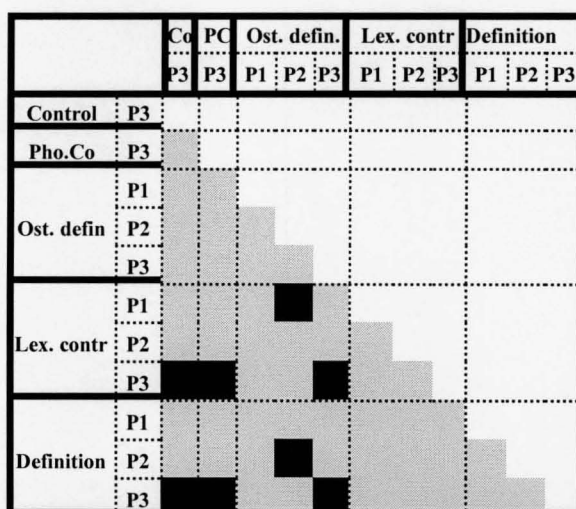 Co PC Ost. defin. Lex. contr Definition
P3 P3 P1 P2 P3 P1 P2 P3 P1 P2 P3
Control P3
Pho.Co P3
P1
Ost. defin P2
P3
P1
Lex. contr P2
P3
P1
Definition P2
P3